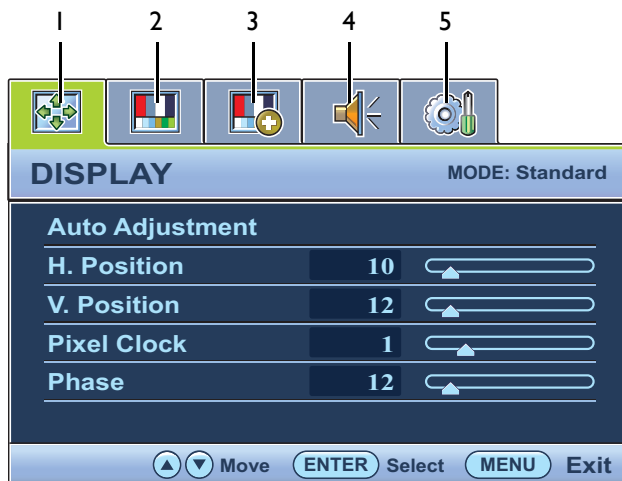 1 2 3 4 5
DISPLAY MODE: Standard
Auto Adjustment
H. Position 10
V. Position 12
Pixel Clock 1
Phase 12
Move ENTER Select MENU Exit